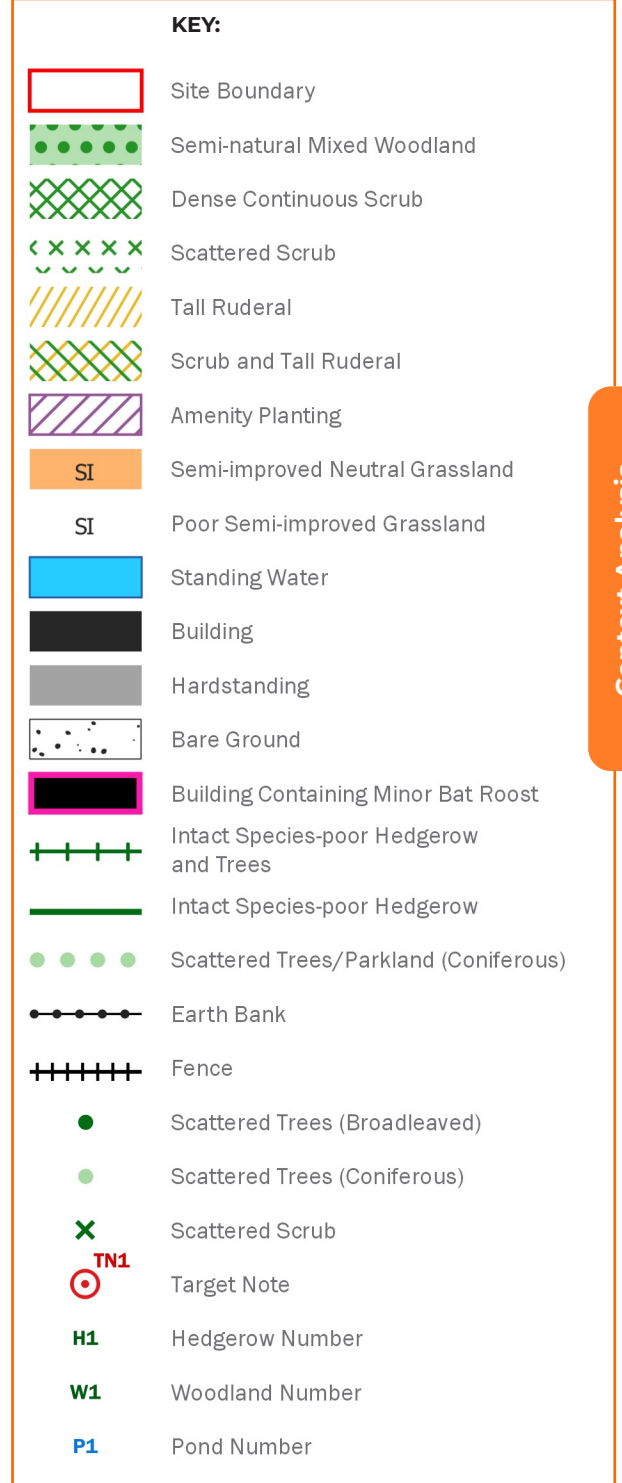 KEY:
Site Boundary
Semi-natural Mixed Woodland
Dense Continuous Scrub
Scattered Scrub
Tall Ruderal
Scrub and Tall Ruderal
Amenity Planting
SI Semi-improved Neutral Grassland
SI Poor Semi-improved Grassland
Standing Water
Building
Hardstanding
Bare Ground
Building Containing Minor Bat Roost
Intact Species-poor Hedgerow
and Trees
Intact Species-poor Hedgerow
Scattered Trees/Parkland (Coniferous)
Earth Bank
Fence
Scattered Trees (Broadleaved)
Scattered Trees (Coniferous)
Scattered Scrub
TN1
Target Note
H1 Hedgerow Number
W1 Woodland Number
P1 Pond Number